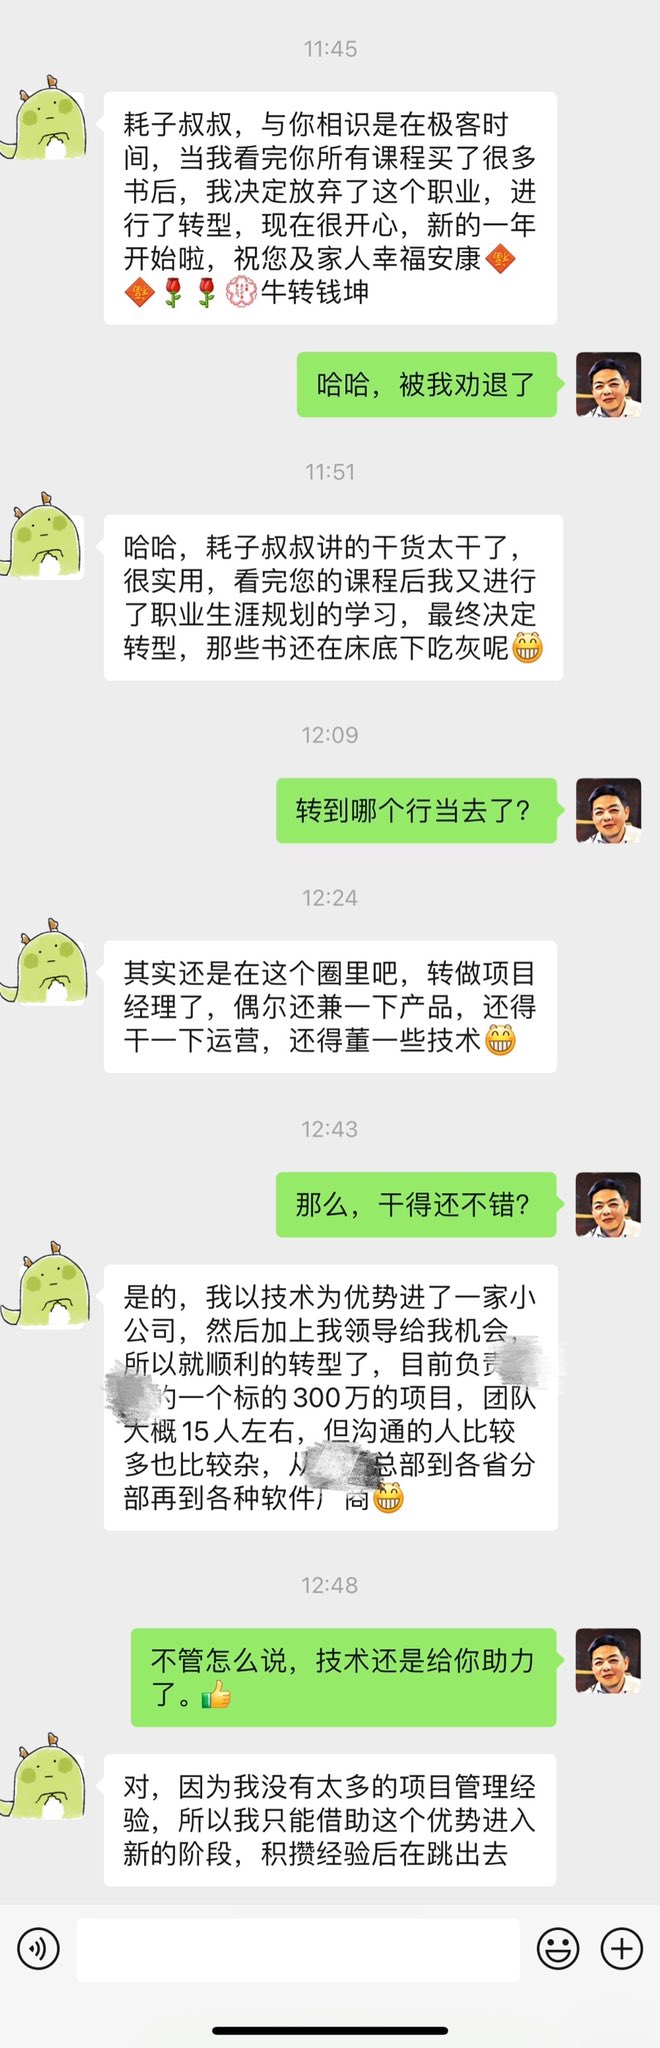 11:45
耗子叔叔，与你相识是在极客时
间，当我看完你所有课程买了很多
书后，我决定放弃了这个职业，进
行了转型，现在很开心，新的一年
开始啦，祝您及家人幸福安康
牛转钱坤
哈哈，被我劝退了
11:51
哈哈，耗子叔叔讲的干货太干了，
很实用，看完您的课程后我又进行
了职业生涯规划的学习，最终决定
转型，那些书还在床底下吃灰呢
12:09
转到哪个行当去了？
12:24
其实还是在这个圈里吧，转做项目
经理了，偶尔还兼一下产品，还得
干一下运营，还得董一些技术
12:43
那么，干得还不错？
是的，我以技术为优势进了一家小
公司，然后加上我领导给我机会，
所以就顺利的转型了，目前负责
的一个标的300万的项目，团队
大概15人左右，但沟通的人比较
多也比较杂，从总部到各省分
部再到各种软件厂商
12:48
不管怎么说，技术还是给你助力
了。
对，因为我没有太多的项目管理经
验，所以我只能借助这个优势进入
新的阶段，积攒经验后在跳出去